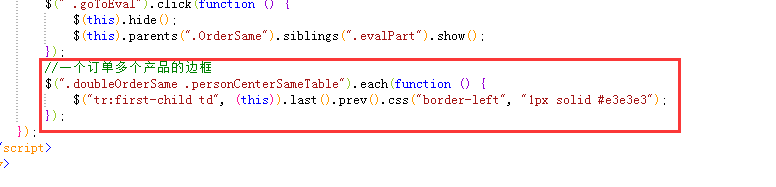 $(" .goToEval").click(function () {
$(this).hide();
$(this).parents(".OrderSame").siblings(".evalPart").show();
});
//一个订单多个产品的边框
$(".doubleOrderSame .personCenterSameTable").each(function () {
$("tr:first-child td", (this)).last().prev().css("border-left", "1px solid #e3e3e3");
});
});
script>
>